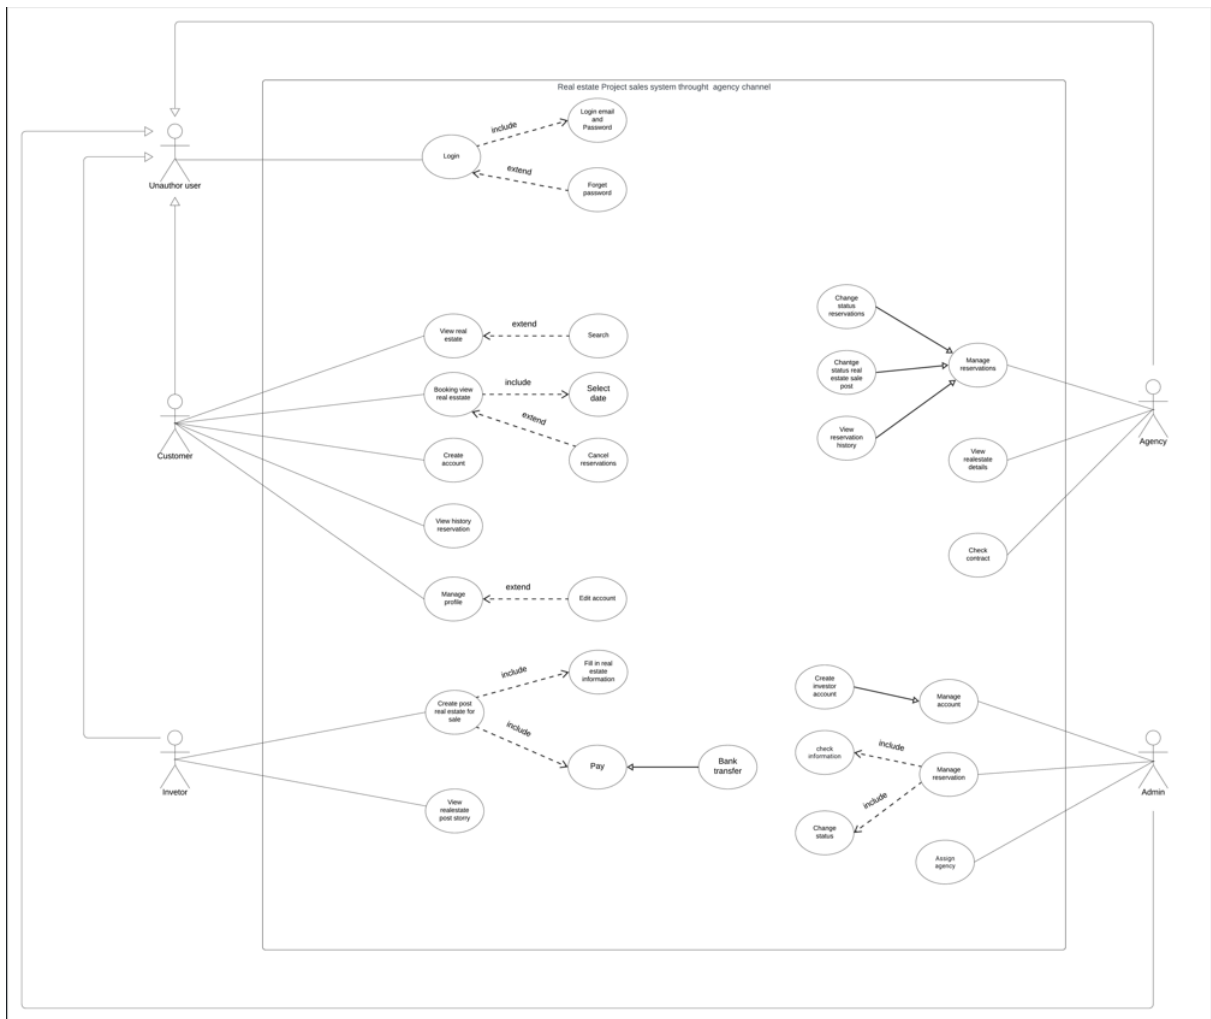 Real estate Project sales system throught agency channel
Login email
and
Password
include
Login
extend
Forget
password
Unauthor user
Change
status
reservations
View real
estate
extend
Search
Chantge
status real
estate sale
post
Manage
reservations
Booking view
real esstate
include
Select
date
extend
Customer
Create
account
Cancel
reservations
View
reservation
history
View
realestate
details
Agency
View history
reservation
Check
contract
Manage
profile
extend
Edit account
include
Fill in real
estate
information
Create post
real estate for
sale
include
Pay
Bank
transfer
Create
investor
account
Manage
account
check
information
include
Manage
reservation
include
Change
status
Invetor
View
realestate
post storry
Admin
Assign
agency